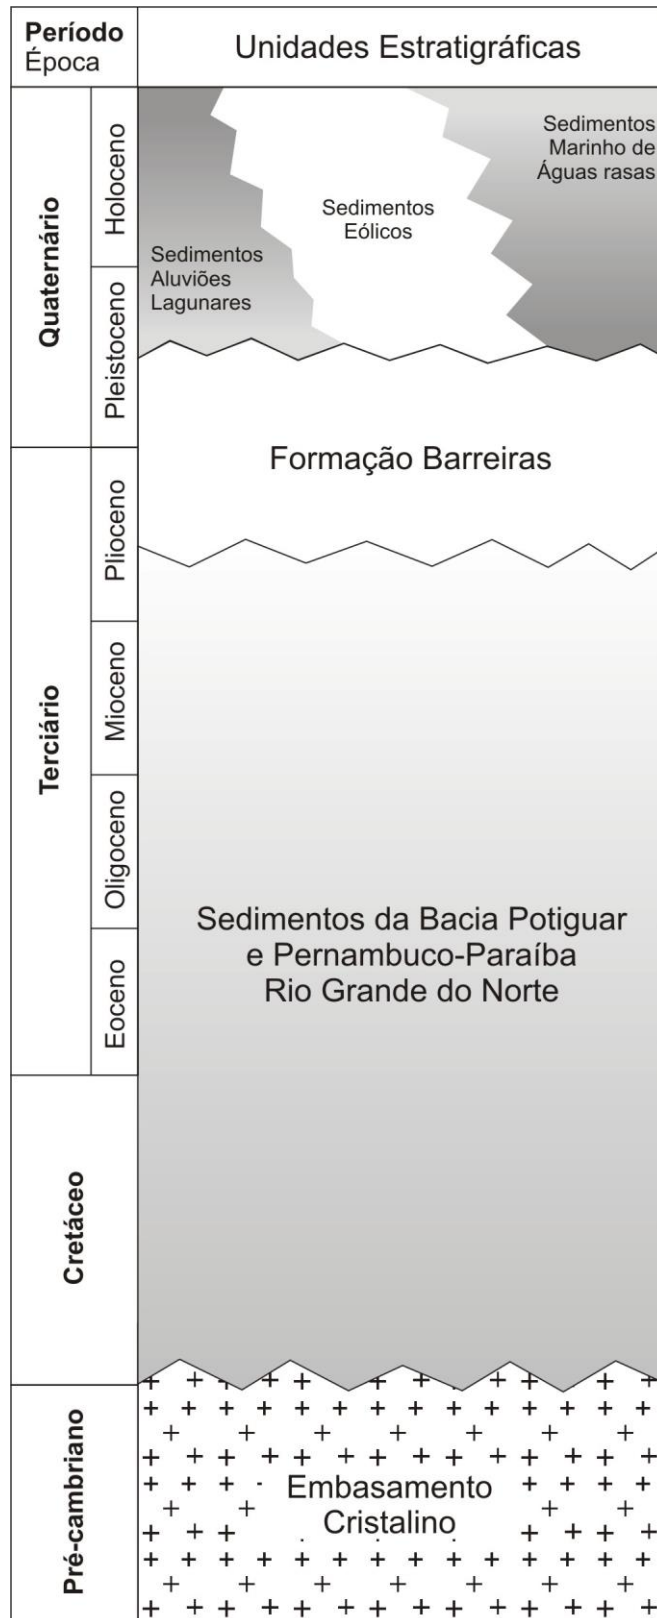 Período
Época
Unidades Estratigráficas
Quaternário
Holoceno
Pleistoceno
Sedimentos
Aluviões
Lagunares
Sedimentos
Eólicos
Sedimentos
Marinho de
Águas rasas
Terciário
Plioceno
Mioceno
Oligoceno
Eoceno
Formação Barreiras
Sedimentos da Bacia Potiguar
e Pernambuco-Paraíba
Rio Grande do Norte
Cretáceo
Pré-cambriano
Embasamento
Cristalino